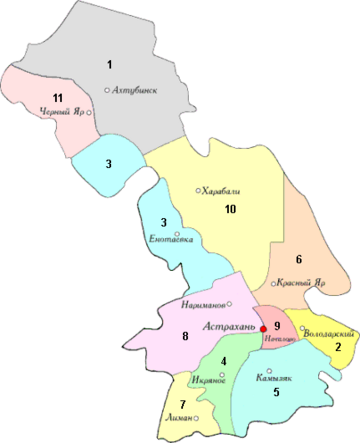 1
Ахтубинск
11
Черный Яр
3
Харабали
10
3
Енотаевка
6
Красный Яр
Нариманов
Астрахань
9
Володарский
Началово
8
2
4
Икряное
Камызяк
5
7
Лиман